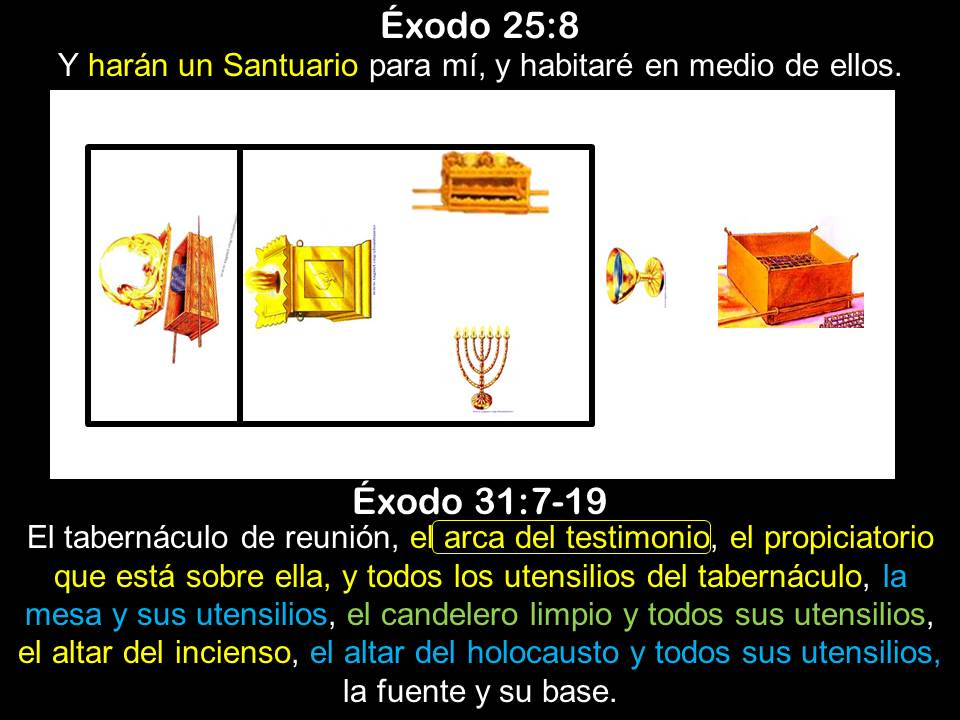 Éxodo 25:8
Y harán un Santuario para mí, y habitaré en medio de ellos.
Éxodo 31:7-19
El tabernáculo de reunión, el arca del testimonio, el propiciatorio
que está sobre ella, y todos los utensilios del tabernáculo, la
mesa y sus utensilios, el candelero limpio y todos sus utensilios,
el altar del incienso, el altar del holocausto y todos sus utensilios,
la fuente y su base.